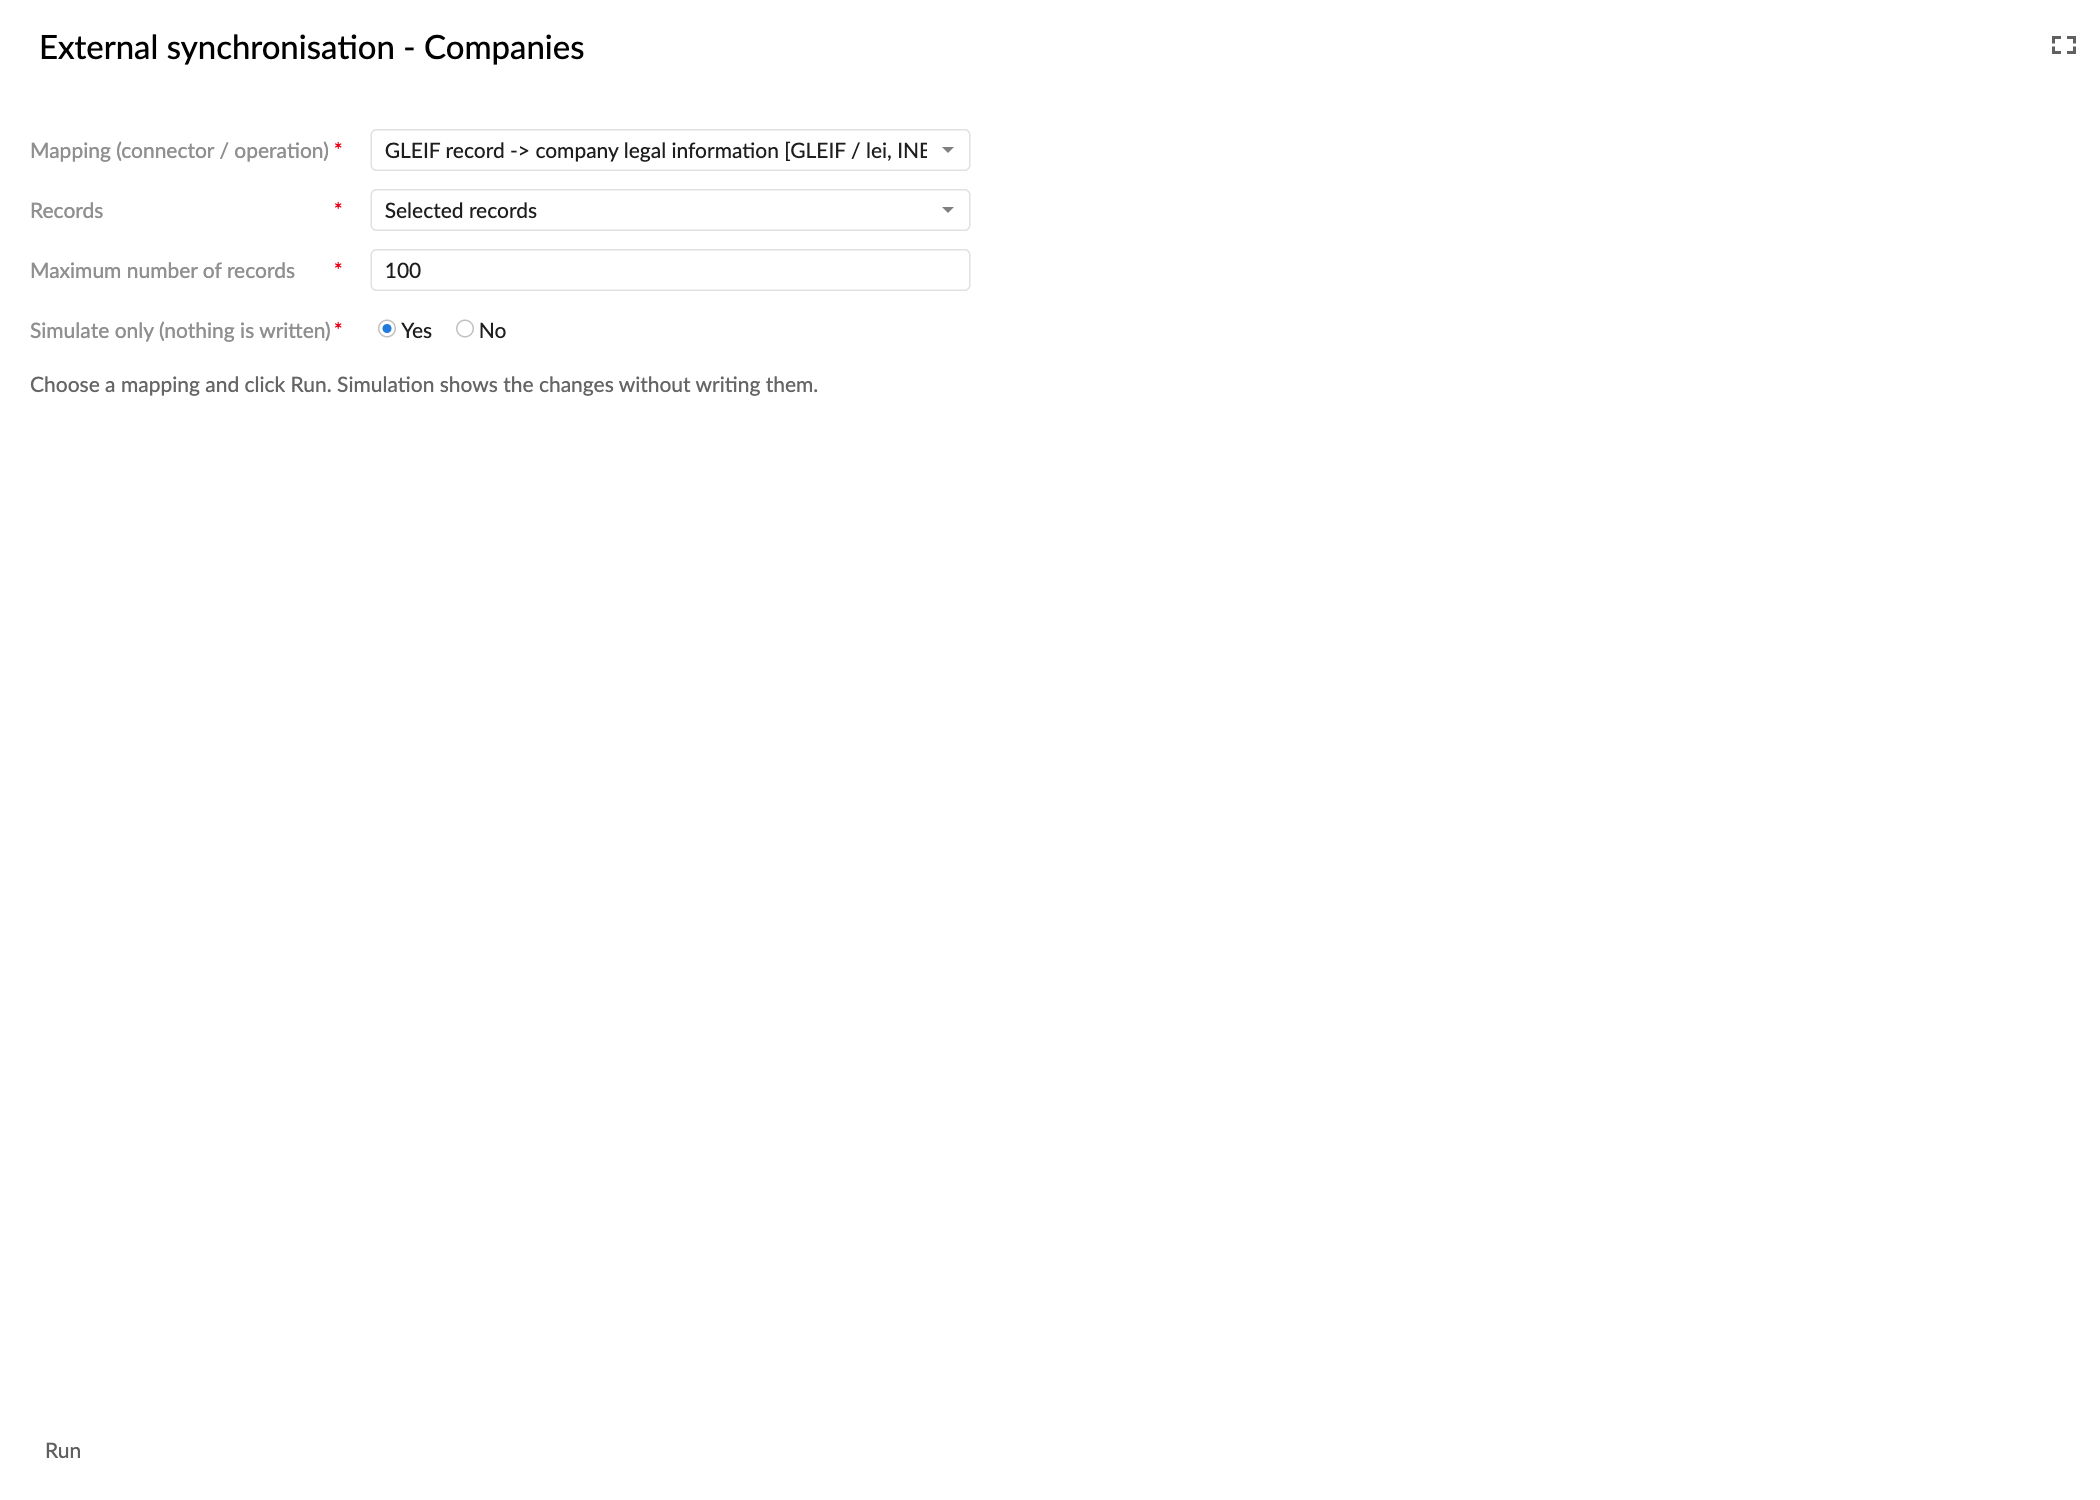 External synchronisation - Companies
Mapping (connector / operation) * GLEIF record -> company legal information [GLEIF / lei, INE
Records * Selected records
Maximum number of records * 100
Simulate only (nothing is written) * Yes No
Choose a mapping and click Run. Simulation shows the changes without writing them.
Run